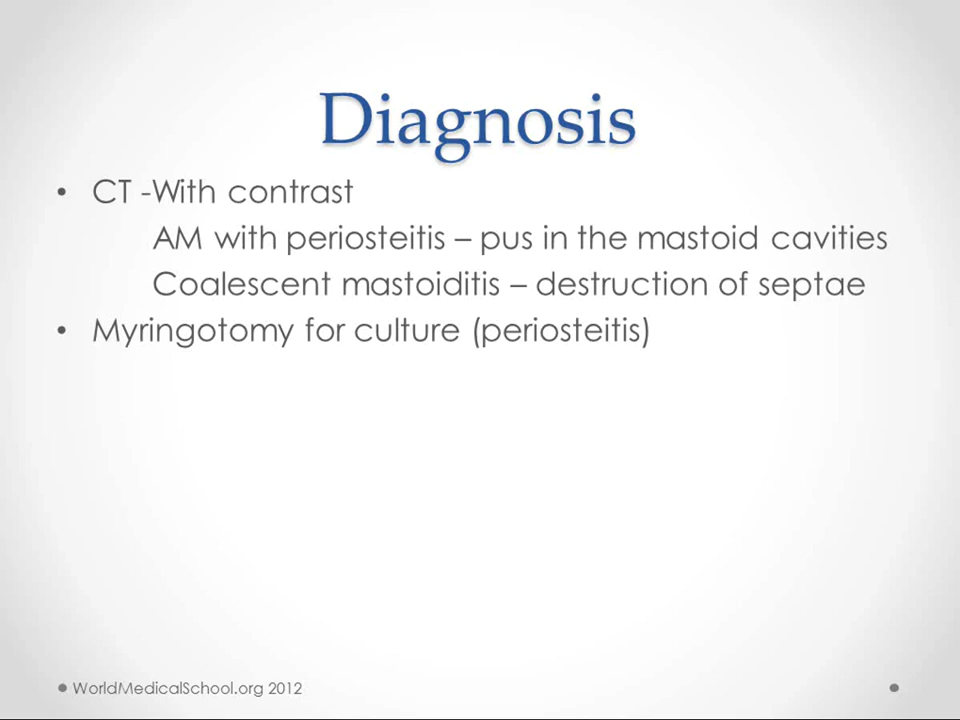 Diagnosis
• CT -With contrast
AM with periosteitis – pus in the mastoid cavities
Coalescent mastoiditis – destruction of septae
• Myringotomy for culture (periosteitis)
WorldMedicalSchool.org 2012